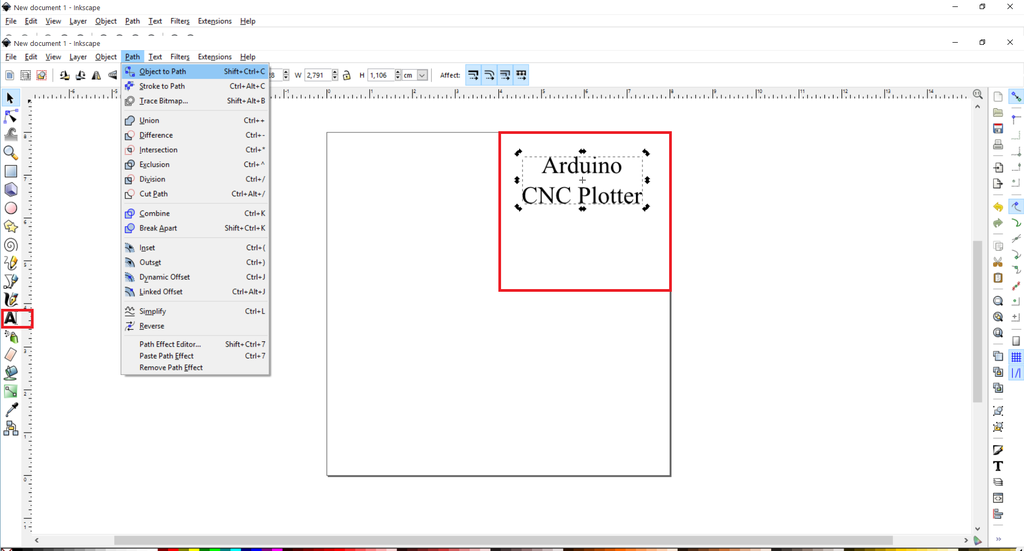 New document 1 - Inkscape
File Edit View Layer Object Path Text Filters Extensions Help
New document 1 - Inkscape
File Edit View Layer Object Path Text Filters Extensions Help
W 2,791 H 1,106 cm Affect:
Object to Path Shift+Ctrl+C
Stroke to Path Ctrl+Alt+C
Trace Bitmap... Shift+Alt+B
Union Ctrl++
Difference Ctrl+-
Intersection Ctrl+*
Exclusion Ctrl+^
Division Ctrl+/
Cut Path Ctrl+Alt+/
Combine Ctrl+K
Break Apart Shift+Ctrl+K
Inset Ctrl+(
Outset Ctrl+)
Dynamic Offset Ctrl+J
Linked Offset Ctrl+Alt+J
Simplify Ctrl+L
Reverse
Path Effect Editor... Shift+Ctrl+7
Paste Path Effect Ctrl+7
Remove Path Effect
Arduino
CNC Plotter